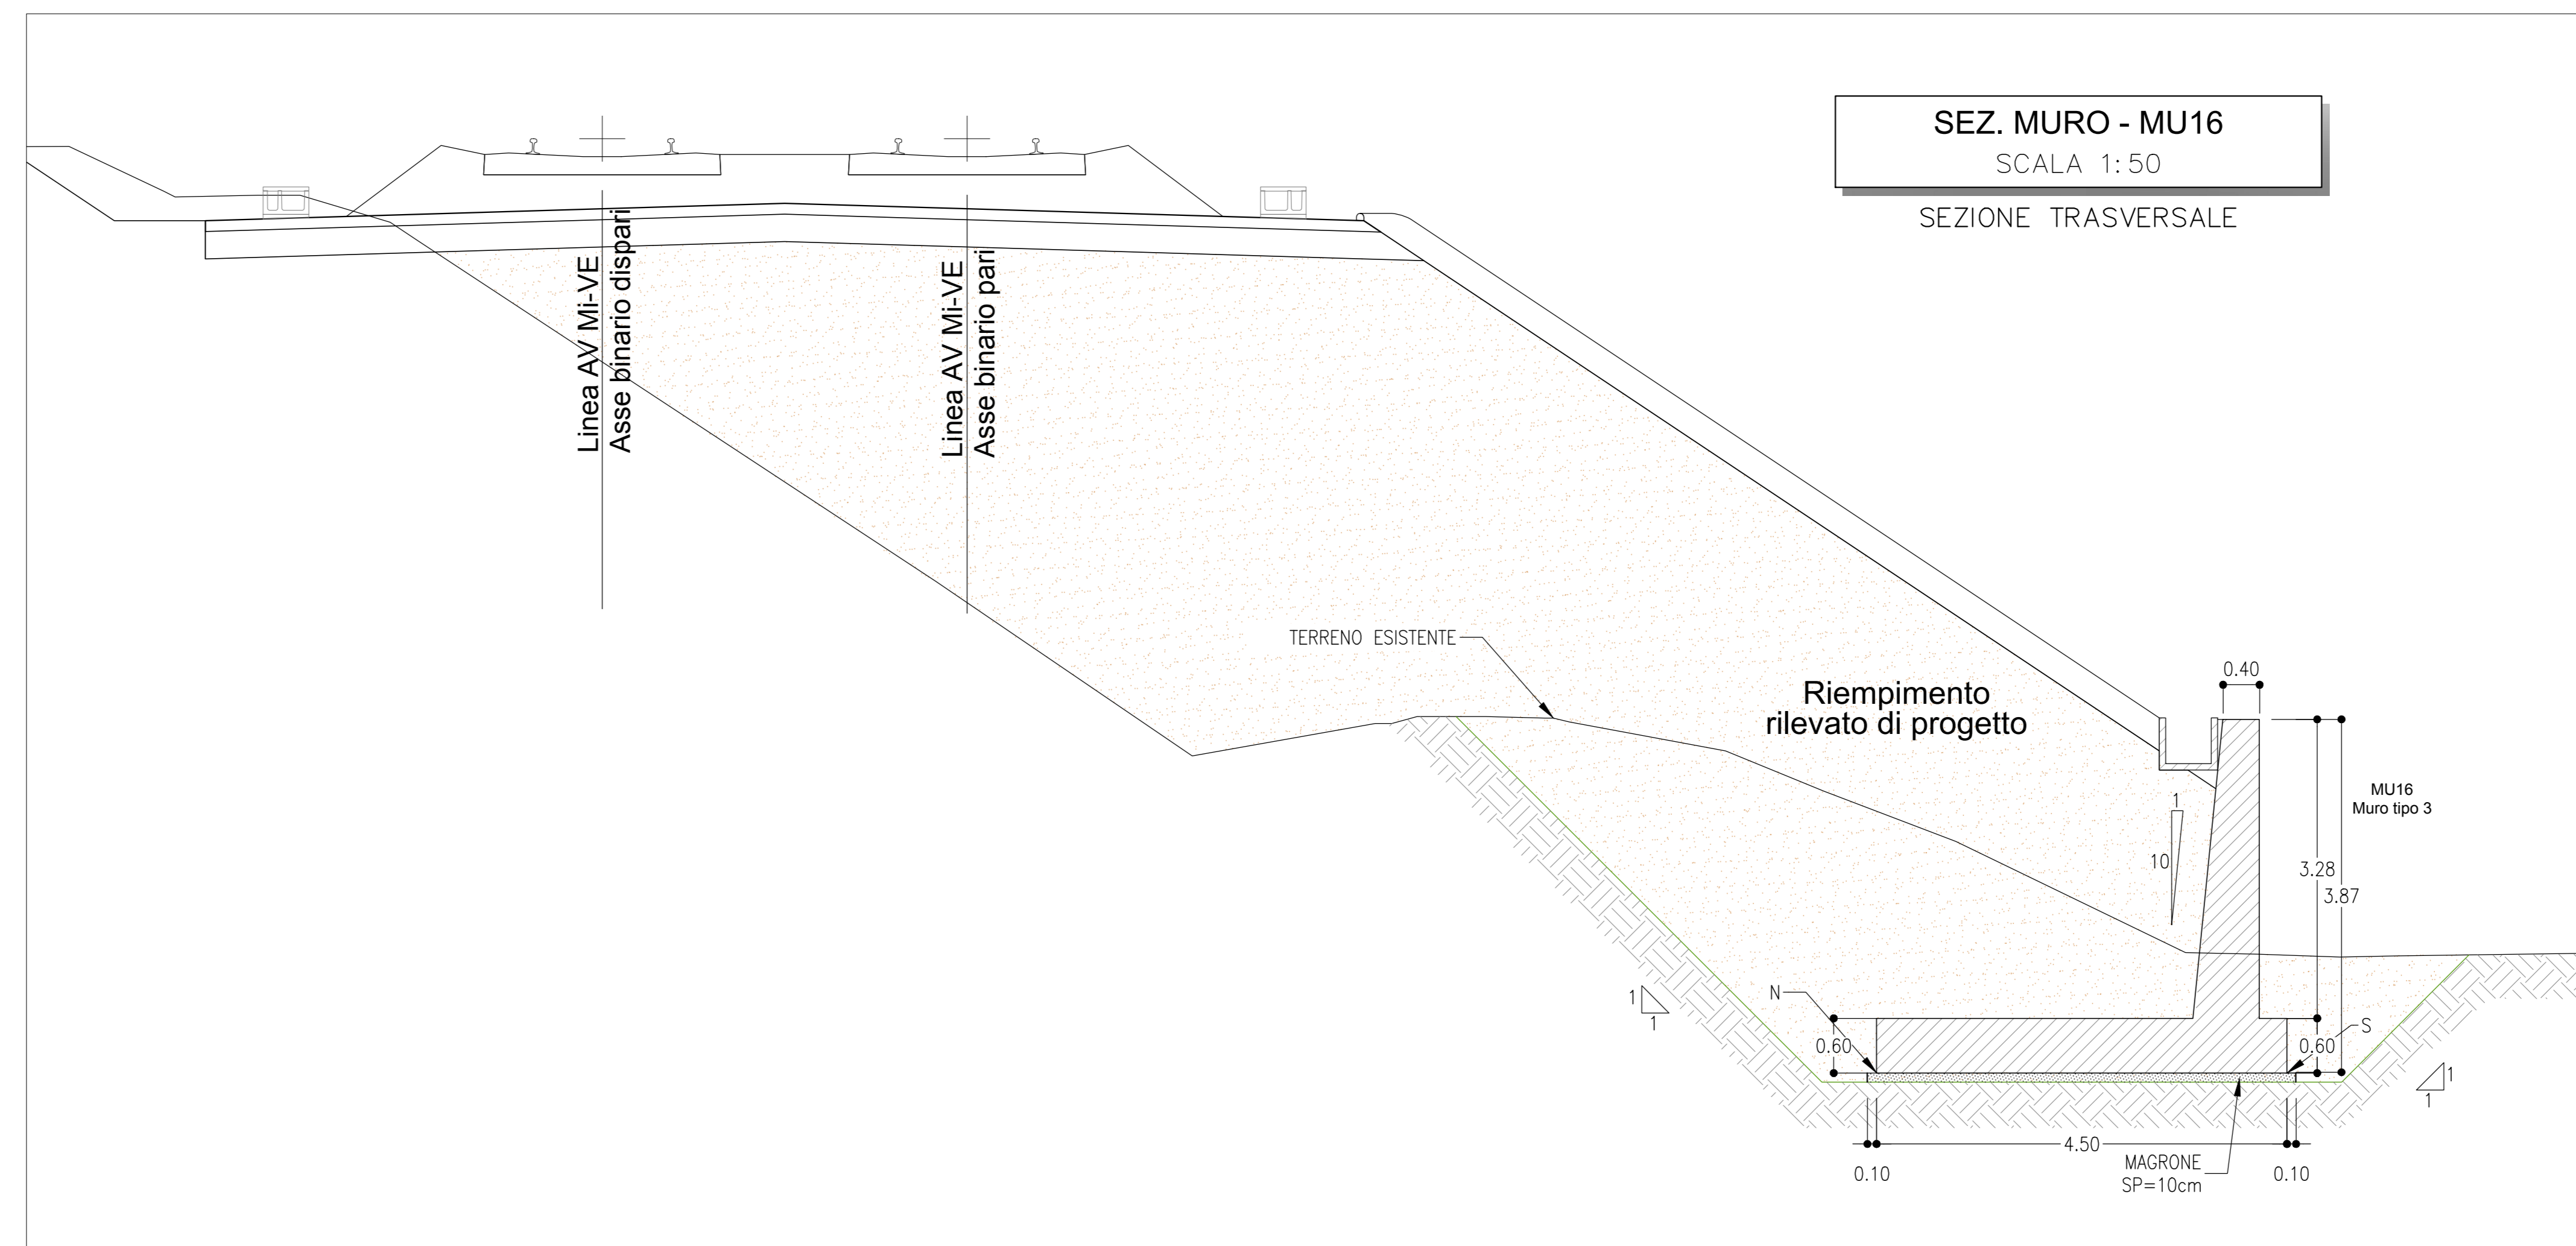 SEZ. MURO - MU16
SCALA 1:50
SEZIONE TRASVERSALE
Linea AV Mi-VE
Asse binario dispari
Linea AV Mi-VE
Asse binario pari
TERRENO ESISTENTE
Riempimento
rilevato di progetto
0.40
MU16
Muro tipo 3
1
10
3.28
3.87
N
1
1
S
0.60
0.60
1
1
4.50
MAGRONE
SP=10cm
0.10
0.10